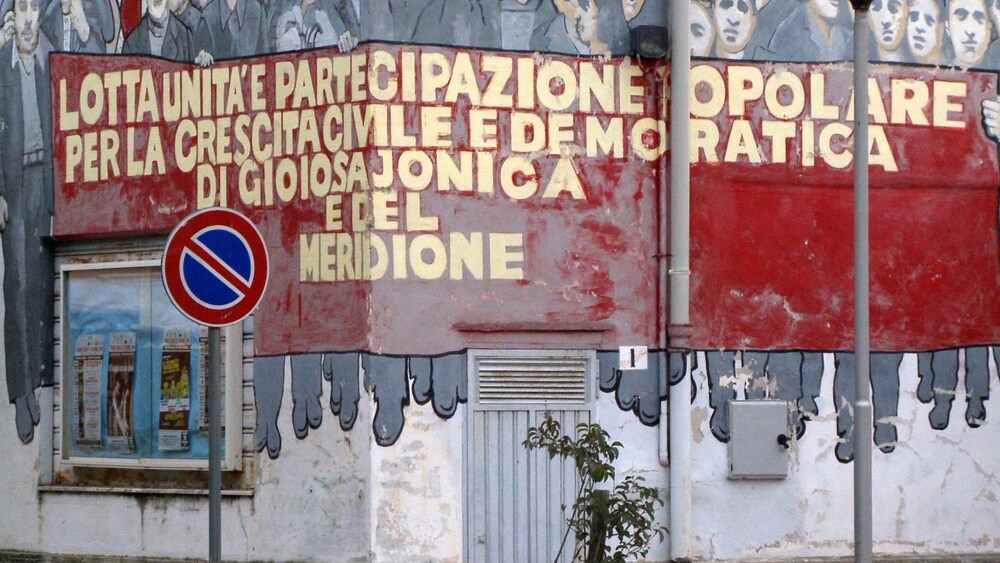 LOTTA UNITA' E PARTECIPAZIONE POPOLARE
PER LA CRESCITA CIVILE E DEMOCRATICA
DI GIOIOSA JONICA
E DEL
MERIDIONE